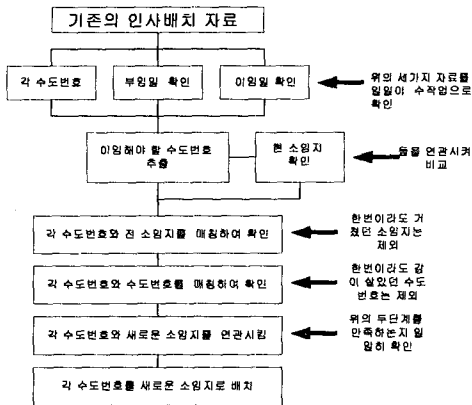 기존의 인사배치 자료
각 수도번호
부임일 확인
이임일 확인
위의 세가지 자료를
일일이 수작업으로
확인
이임해야 할 수도번호
추출
현 소임지
확인
둘을 연관시켜
비교
각 수도번호와 전 소임지를 매칭하여 확인
한번이라도 거
쳤던 소임지는
제외
각 수도번호와 수도번호를 매칭하여 확인
한번이라도 같
이 살았던 수도
번호는 제외
각 수도번호와 새로운 소임지를 연관시킴
위의 두단계를
만족하는지 일
일히 확인
각 수도번호를 새로운 소임지로 배치